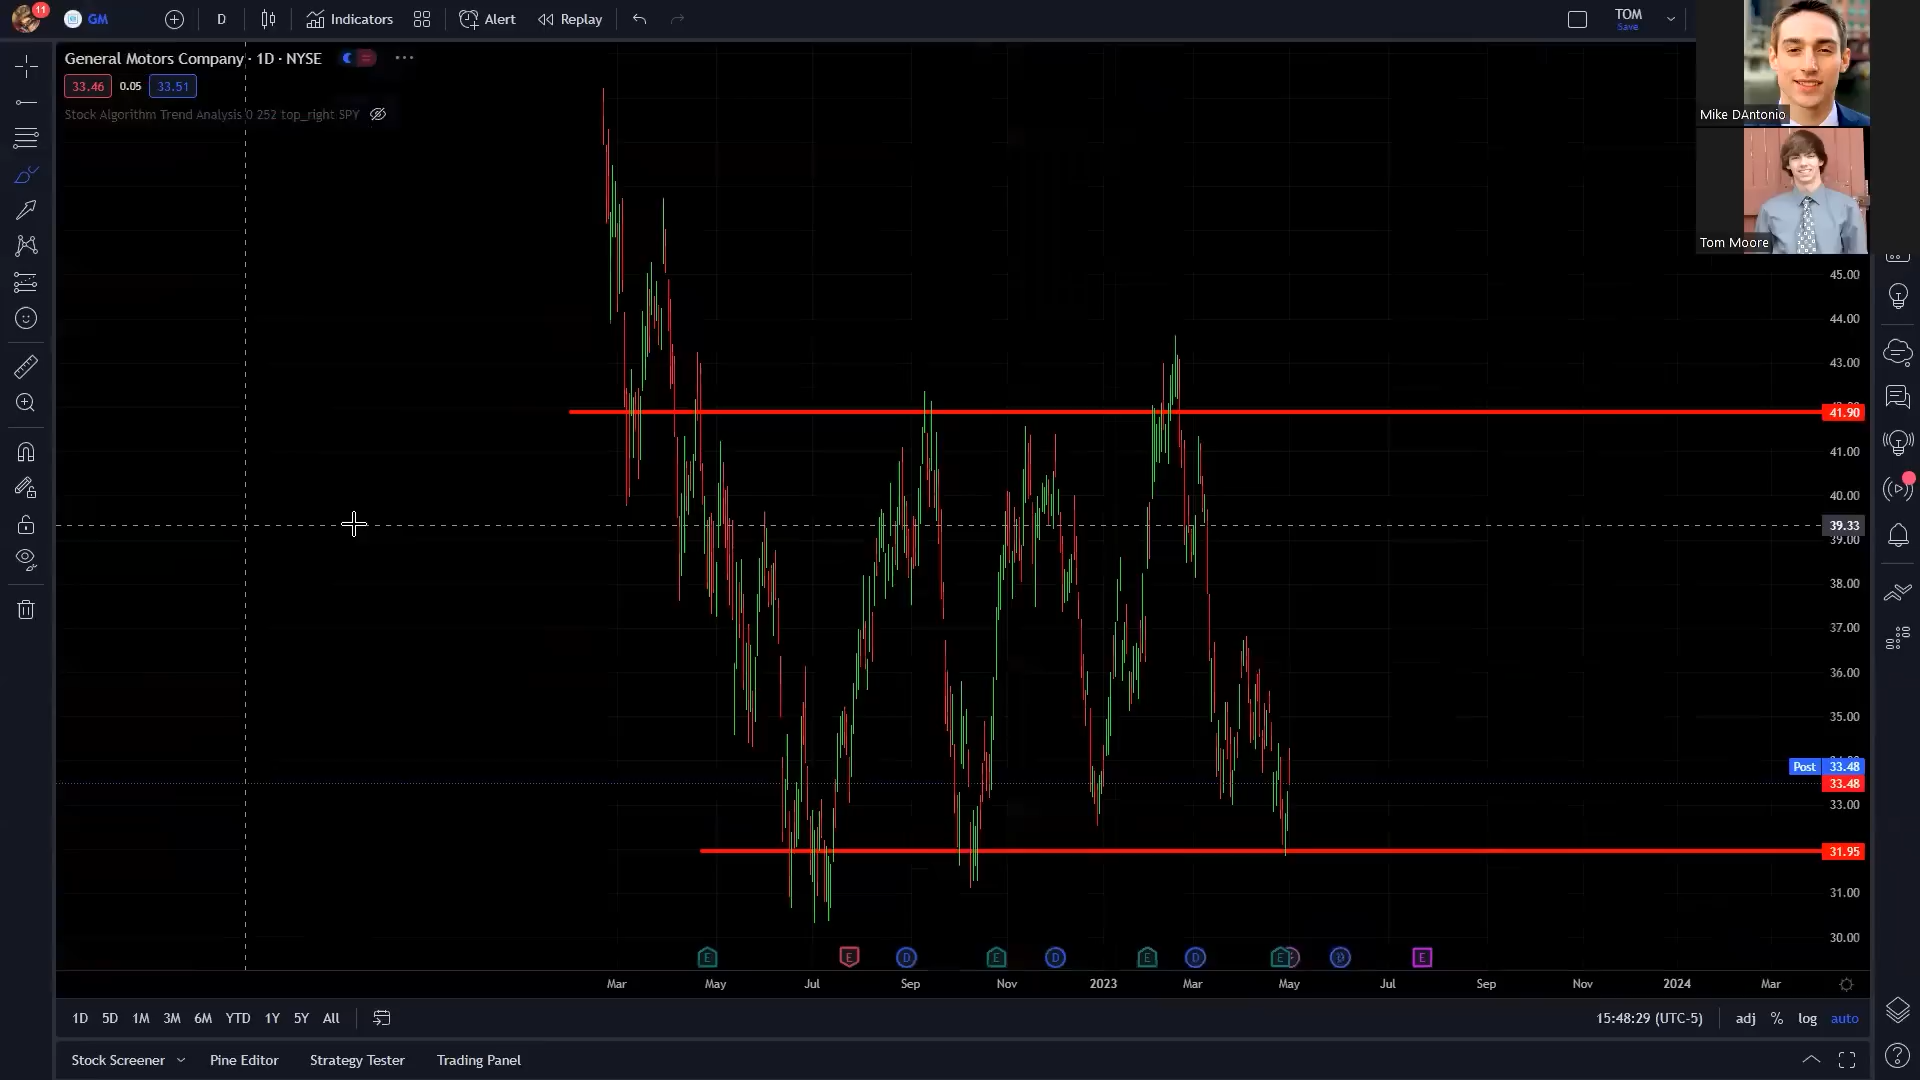 11 GM D Indicators Alert Replay TOM
Save
General Motors Company · 1D · NYSE
33.46 0.05 33.51
Stock Algorithm Trend Analysis 0 252 top_right SPY
Mike DAntonio
Tom Moore
45.00
44.00
43.00
41.90
41.00
40.00
39.33
39.00
38.00
37.00
36.00
35.00
Post 33.48
33.48
33.00
31.95
31.00
30.00
E E D E D E D E D E
Mar May Jul Sep Nov 2023 Mar May Jul Sep Nov 2024 Mar
1D 5D 1M 3M 6M YTD 1Y 5Y All 15:48:29 (UTC-5) adj % log auto
Stock Screener Pine Editor Strategy Tester Trading Panel